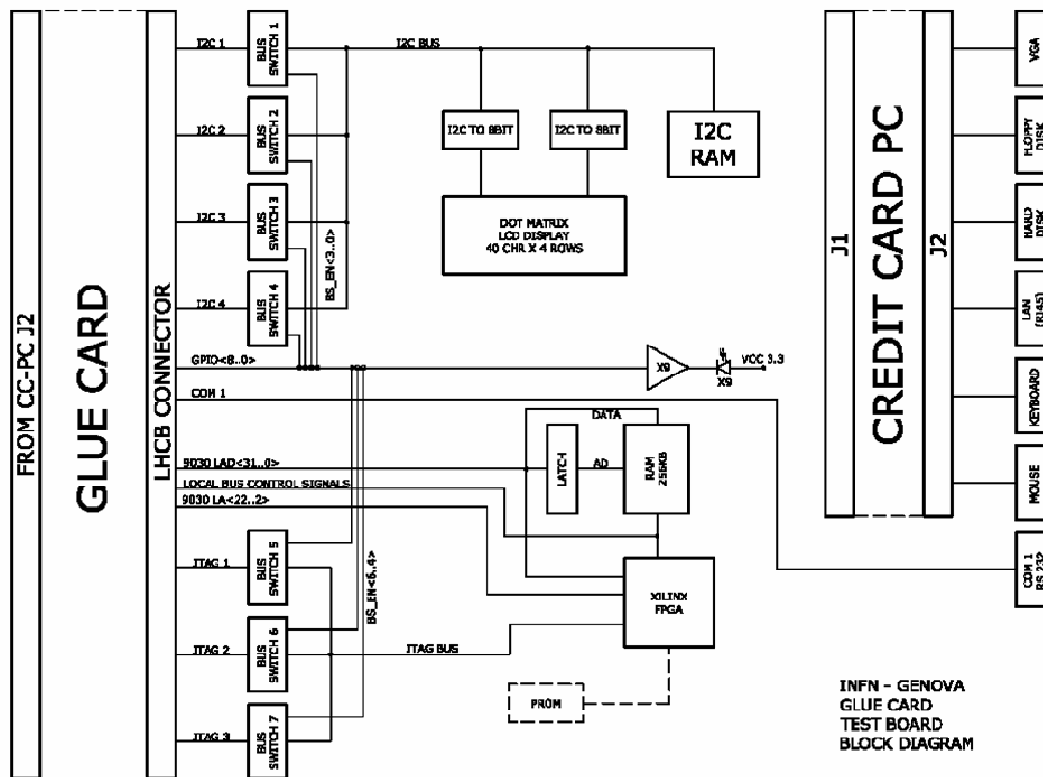 FROM CC-PC J2
GLUE CARD
LHCB CONNECTOR
I2C 1
BUS
SWITCH 1
I2C BUS
I2C 2
BUS
SWITCH 2
I2C 3
BUS
SWITCH 3
I2C 4
BUS
SWITCH 4
BS_EN<3..0>
I2C TO 8BIT
I2C TO 8BIT
I2C
RAM
DOT MATRIX
LCD DISPLAY
40 CHR X 4 ROWS
GPIO<8..0>
X9
X9
VCC 3.3
COM 1
DATA
9030 LAD<31..0>
LATCH
AD
RAM
256KB
LOCAL BUS CONTROL SIGNALS
9030 LA<22..2>
JTAG 1
BUS
SWITCH 5
JTAG 2
BUS
SWITCH 6
JTAG 3
BUS
SWITCH 7
BS_EN<6..4>
JTAG BUS
XILINX
FPGA
PROM
J1
CREDIT CARD PC
J2
VGA
FLOPPY
DISK
HARD
DISK
LAN
(RJ45)
KEYBOARD
MOUSE
COM 1
RS 232
INFN - GENOVA
GLUE CARD
TEST BOARD
BLOCK DIAGRAM